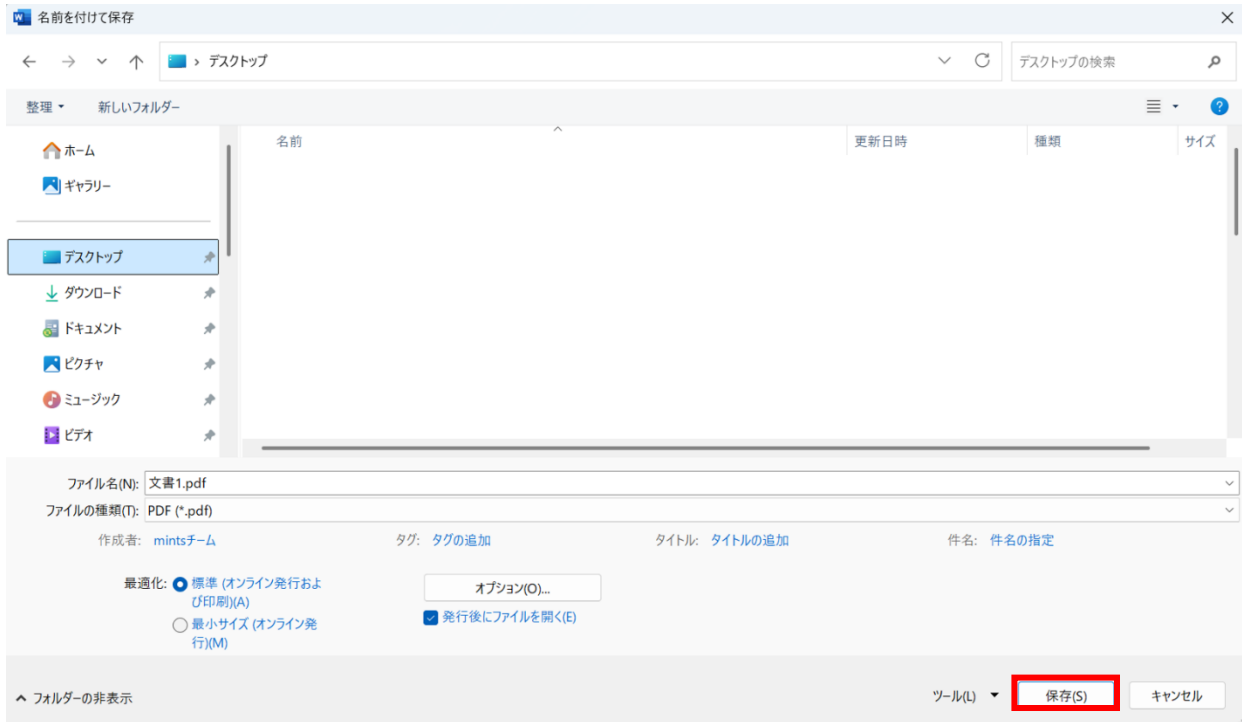 名前を付けて保存
デスクトップ
デスクトップの検索
整理
新しいフォルダー
名前
更新日時
種類
サイズ
ホーム
ギャラリー
デスクトップ
ダウンロード
ドキュメント
ピクチャ
ミュージック
ビデオ
ファイル名(N): 文書1.pdf
ファイルの種類(T): PDF (*.pdf)
作成者: mintsチーム
タグ: タグの追加
タイトル: タイトルの追加
件名: 件名の指定
最適化: 標準 (オンライン発行およ
び印刷)(A)
最小サイズ (オンライン発
行)(M)
オプション(O)...
発行後にファイルを開く(E)
フォルダーの非表示
ツール(L)
保存(S)
キャンセル